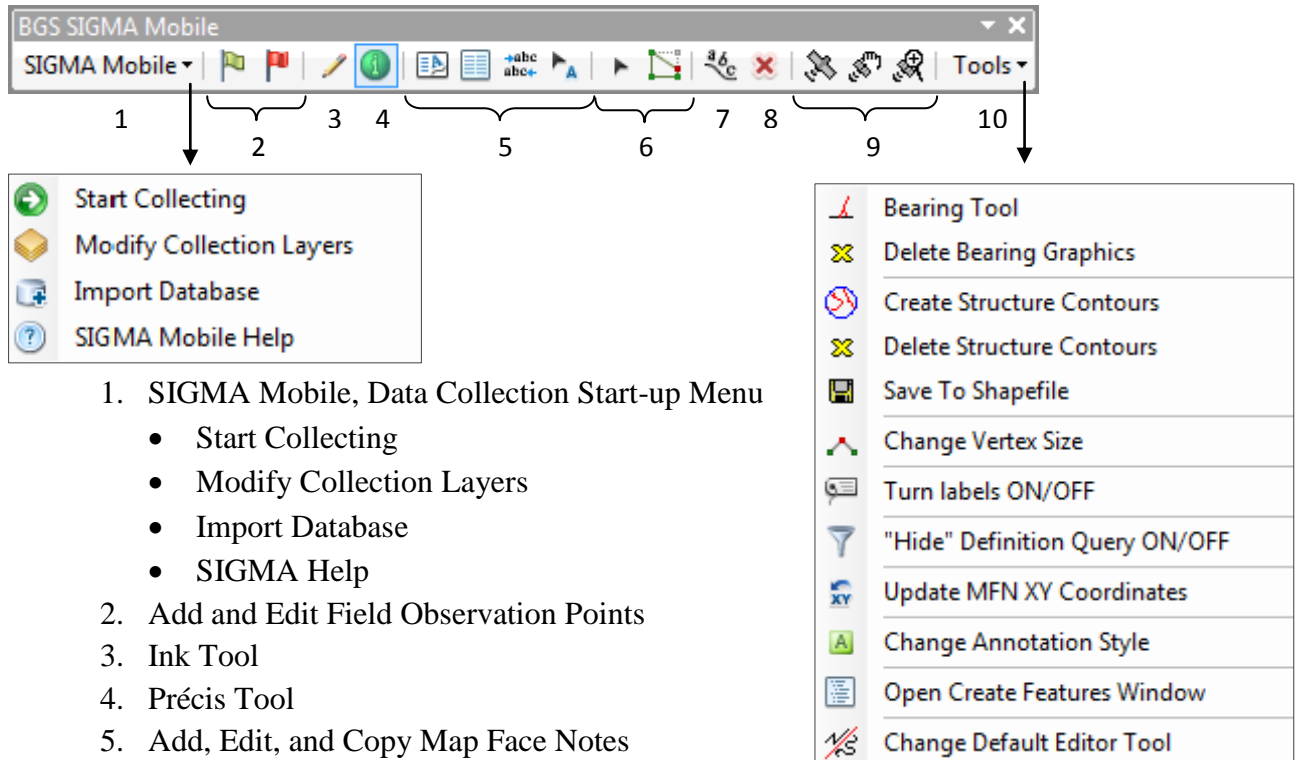 BGS SIGMA Mobile
SIGMA Mobile
abc
abc
A
a b c
Tools
1
2
3
4
5
6
7
8
9
10
Start Collecting
Modify Collection Layers
Import Database
SIGMA Mobile Help
1. SIGMA Mobile, Data Collection Start-up Menu
• Start Collecting
• Modify Collection Layers
• Import Database
• SIGMA Help
2. Add and Edit Field Observation Points
3. Ink Tool
4. Précis Tool
5. Add, Edit, and Copy Map Face Notes
Bearing Tool
Delete Bearing Graphics
Create Structure Contours
Delete Structure Contours
Save To Shapefile
Change Vertex Size
Turn labels ON/OFF
"Hide" Definition Query ON/OFF
XY Update MFN XY Coordinates
A Change Annotation Style
Open Create Features Window
Change Default Editor Tool